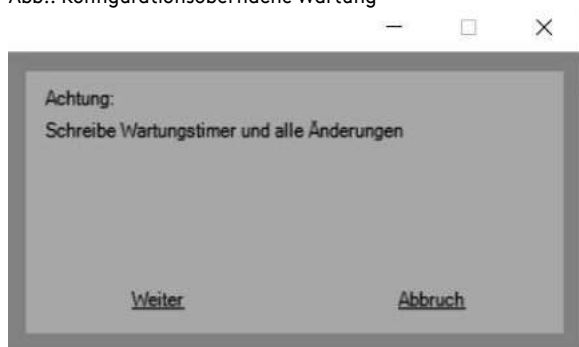 Achtung:
Schreibe Wartungstimer und alle Änderungen
Weiter
Abbruch